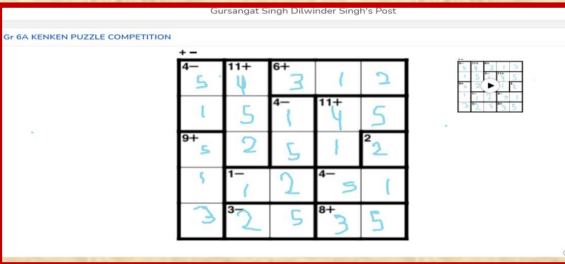 Gursangat Singh Dilwinder Singh's Post
Gr 6A KENKEN PUZZLE COMPETITION
+ -
4- 11+ 6+
5 4 3 1 2
4- 11+
1 5 1 4 5
9+ 2
5 2 5 1 2
1- 4-
1 2 5 1
3- 8+
3 2 5 3 5